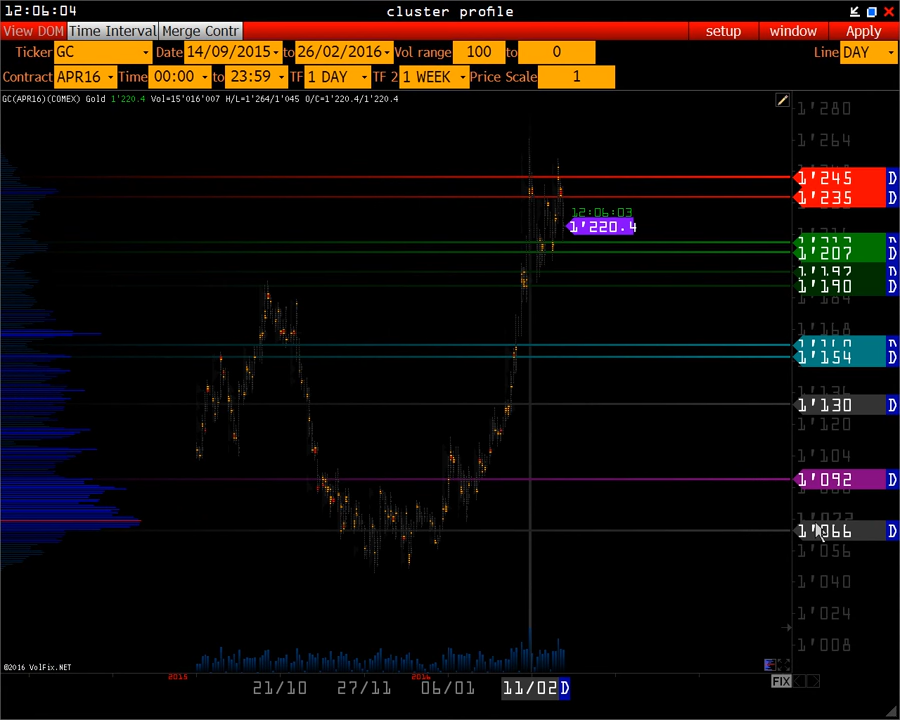 12:06:04 cluster profile
View DOM Time Interval Merge Contr setup window Apply
Ticker GC Date 14/09/2015 to 26/02/2016 Vol range 100 to 0 Line DAY
Contract APR16 Time 00:00 to 23:59 TF 1 DAY TF 2 1 WEEK Price Scale 1
GC(APR16)(COMEX) Gold 1'220.4 Vol=15'016'007 H/L=1'264/1'045 O/C=1'220.4/1'220.4
1'280
1'264
1'245 D
1'235 D
12:06:03
1'220.4
1'207 D
1'197
1'190 D
1'168
1'154 D
1'130 D
1'120
1'104
1'092 D
1'066 D
1'056
1'040
1'024
1'008
©2016 VolFix.NET
2015 2016 FIX
21/10 27/11 06/01 11/02 D